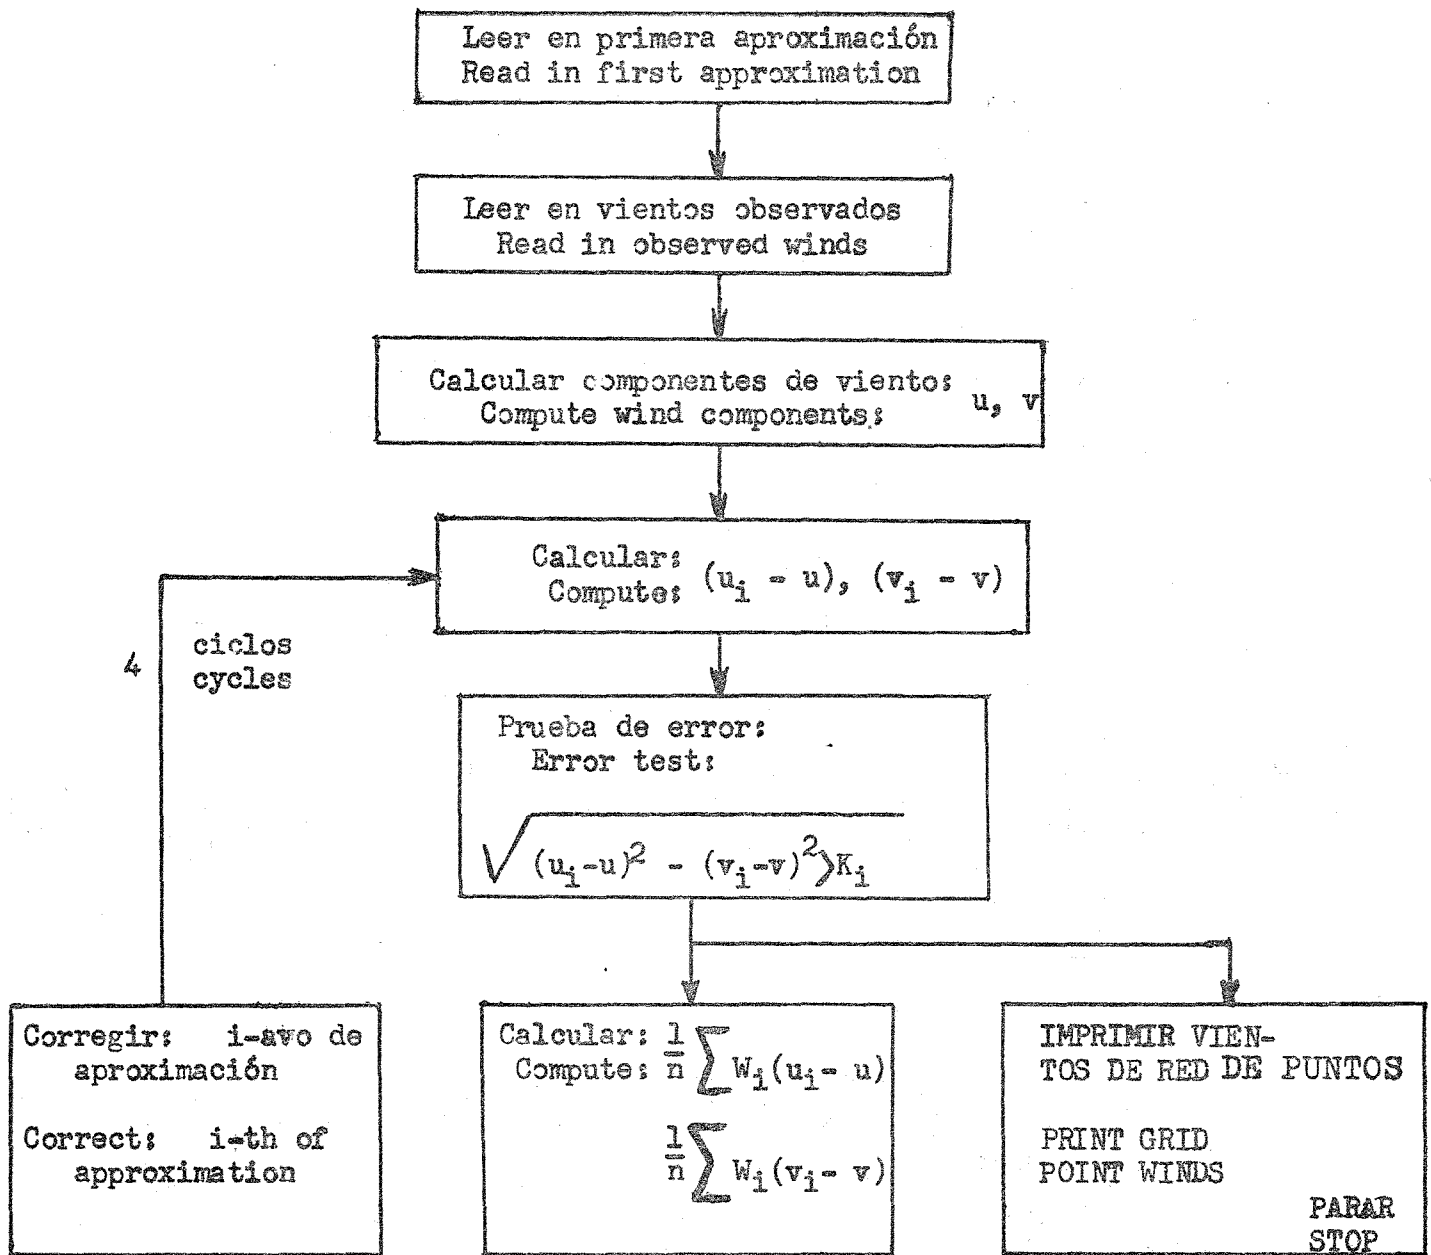 Leer en primera aproximación
Read in first approximation
Leer en vientos observados
Read in observed winds
Calcular componentes de viento:
Compute wind components: u, v
Calcular:
Compute: (u_i - u), (v_i - v)
4 ciclos
cycles
Prueba de error:
Error test:
√(u_i-u)² - (v_i-v)²>K_i
Corregir: i-avo de
aproximación
Correct: i-th of
approximation
Calcular:
Compute: 1/n ∑ W_i(u_i- u)
1/n ∑ W_i(v_i- v)
IMPRIMIR VIEN-
TOS DE RED DE PUNTOS
PRINT GRID
POINT WINDS
PARAR
STOP